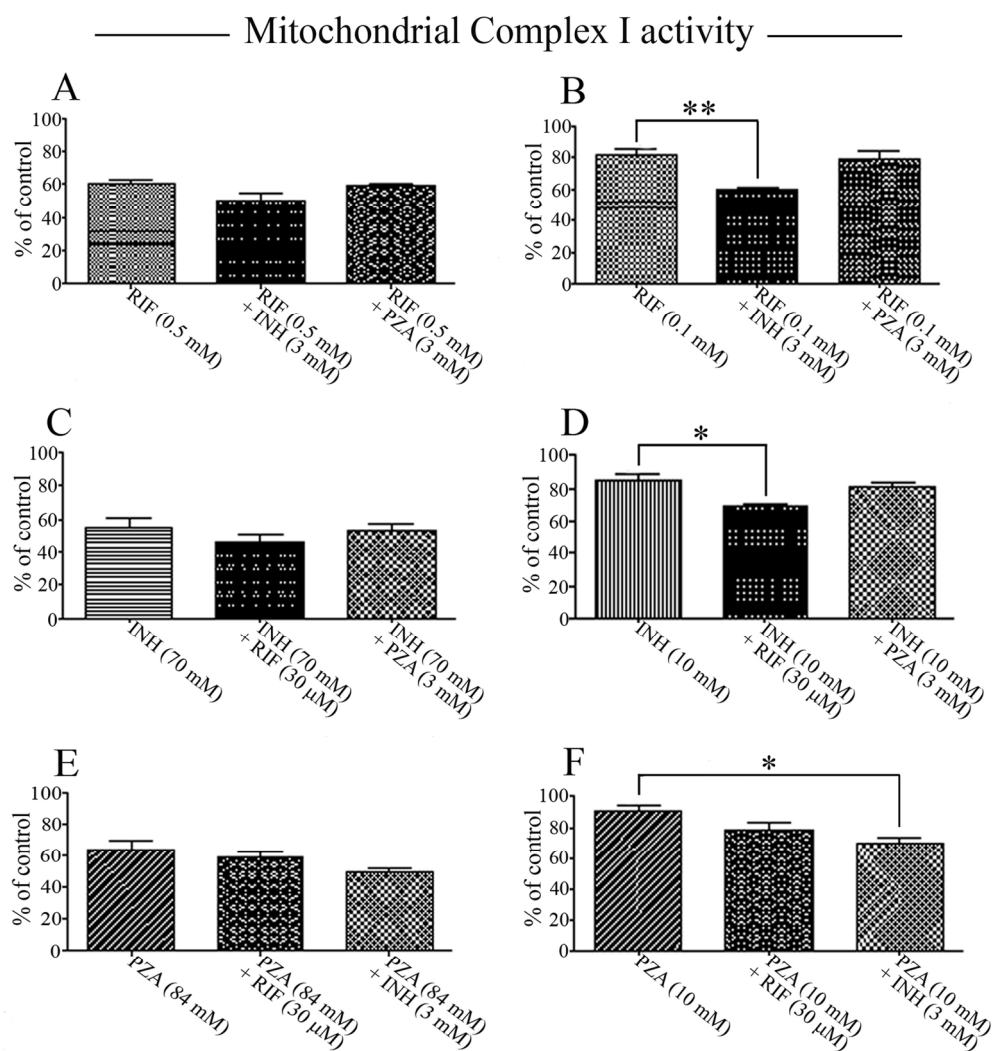 Mitochondrial Complex I activity
A
% of control
100
80
60
40
20
0
RIF (0.5 mM)
RIF (0.5 mM)
+ INH (3 mM)
RIF (0.5 mM)
+ PZA (3 mM)
B
**
% of control
100
80
60
40
20
0
RIF (0.1 mM)
RIF (0.1 mM)
+ INH (3 mM)
RIF (0.1 mM)
+ PZA (3 mM)
C
% of control
100
80
60
40
20
0
INH (70 mM)
INH (70 mM)
+ RIF (30 µM)
INH (70 mM)
+ PZA (3 mM)
D
*
% of control
100
80
60
40
20
0
INH (10 mM)
INH (10 mM)
+ RIF (30 µM)
INH (10 mM)
+ PZA (3 mM)
E
% of control
100
80
60
40
20
0
PZA (84 mM)
PZA (84 mM)
+ RIF (30 µM)
PZA (84 mM)
+ INH (3 mM)
F
*
% of control
100
80
60
40
20
0
PZA (10 mM)
PZA (10 mM)
+ RIF (30 µM)
PZA (10 mM)
+ INH (3 mM)